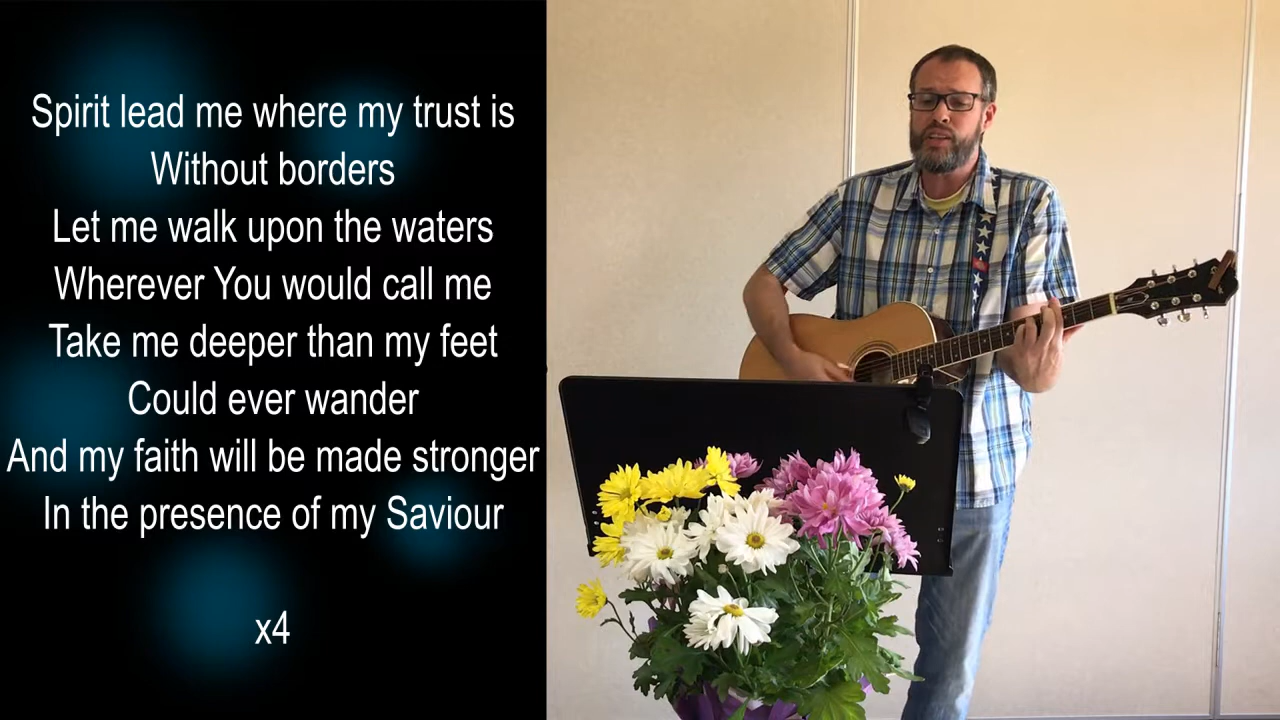 Spirit lead me where my trust is
Without borders
Let me walk upon the waters
Wherever You would call me
Take me deeper than my feet
Could ever wander
And my faith will be made stronger
In the presence of my Saviour
x4